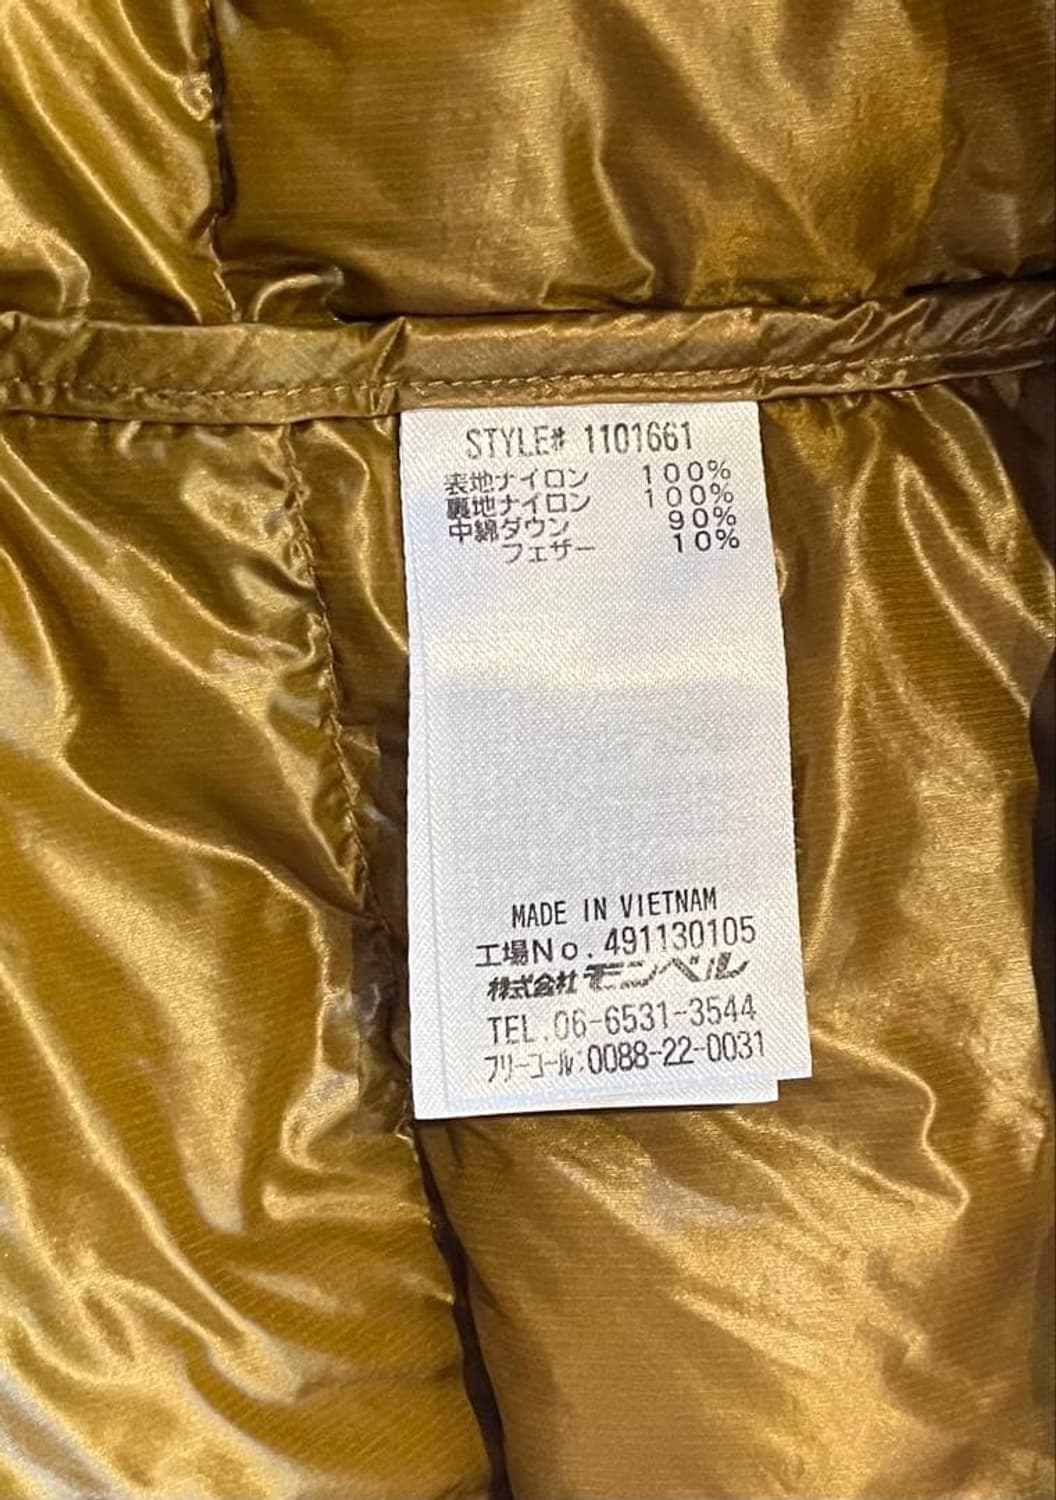 STYLE# 1101661
表地ナイロン 100%
裏地ナイロン 100%
中綿ダウン 90%
フェザー 10%
MADE IN VIETNAM
工場No.491130105
株式会社モンベル
TEL.06-6531-3544
フリーコール:0088-22-0031